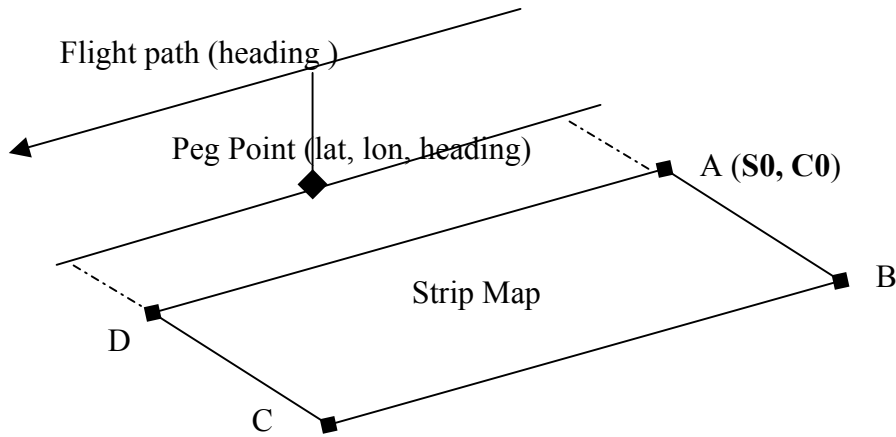 Flight path (heading )
Peg Point (lat, lon, heading)
A (S0, C0)
B
Strip Map
D
C